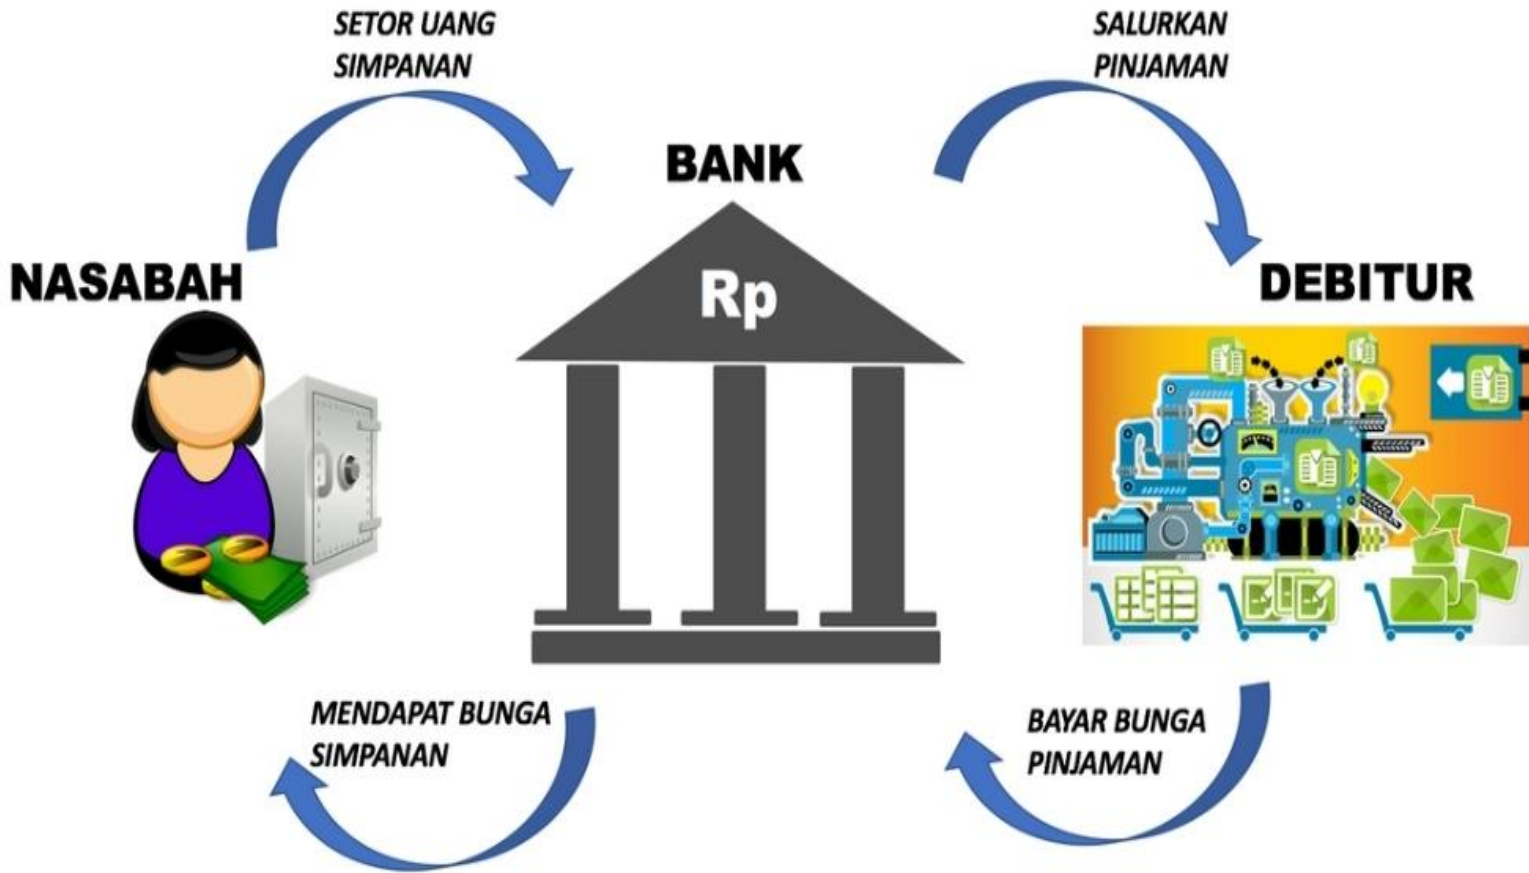 SETOR UANG
SIMPANAN
SALURKAN
PINJAMAN
BANK
NASABAH
Rp
DEBITUR
MENDAPAT BUNGA
SIMPANAN
BAYAR BUNGA
PINJAMAN